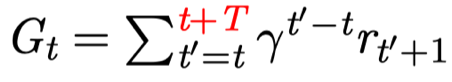 $G_t = \sum_{t'=t}^{t+T} \gamma^{t'-t} r_{t'+1}$